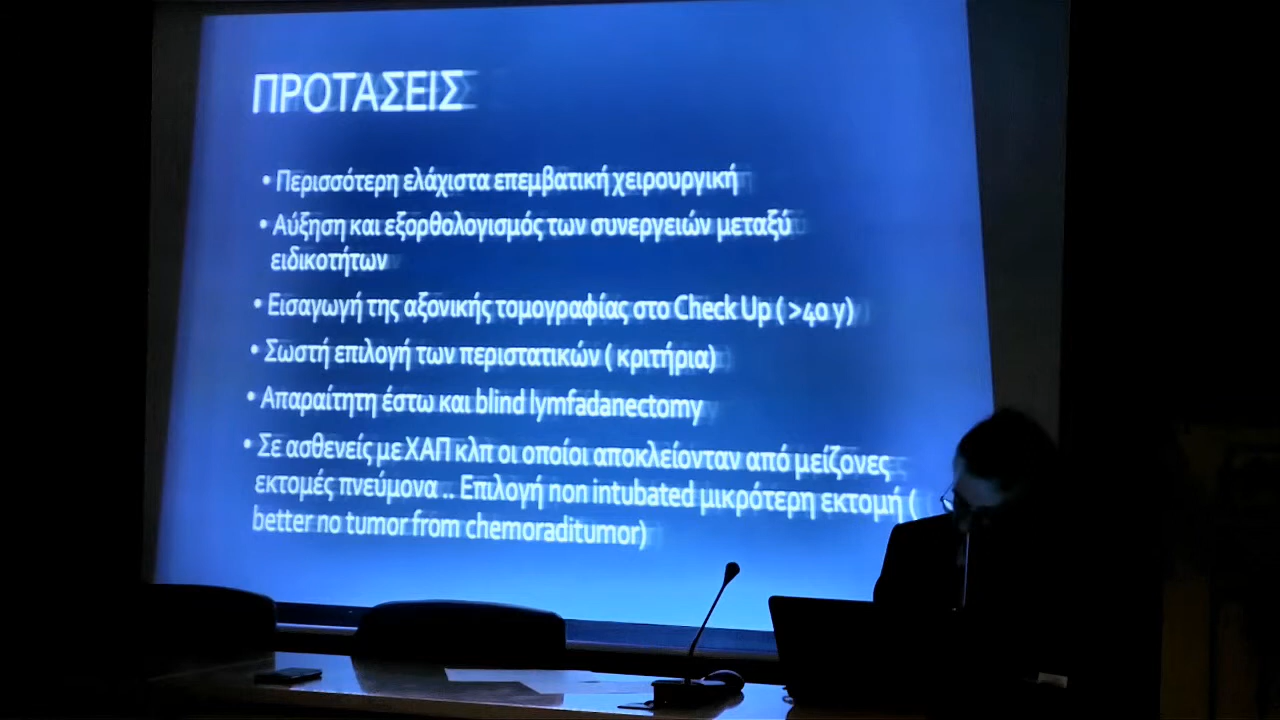 ΠΡΟΤΑΣΕΙΣ
• Περισσότερη ελάχιστα επεμβατική χειρουργική
• Αύξηση και εξορθολογισμός των συνεργειών μεταξύ
ειδικοτήτων
• Εισαγωγή της αξονικής τομογραφίας στο Check Up ( >40 y)
• Σωστή επιλογή των περιστατικών ( κριτήρια)
• Απαραίτητη έστω και blind lymfadanectomy
• Σε ασθενείς με ΧΑΠ κλπ οι οποίοι αποκλείονταν από μείζονες
εκτομές πνεύμονα .. Επιλογή non intubated μικρότερη εκτομή (
better no tumor from chemoraditumor)